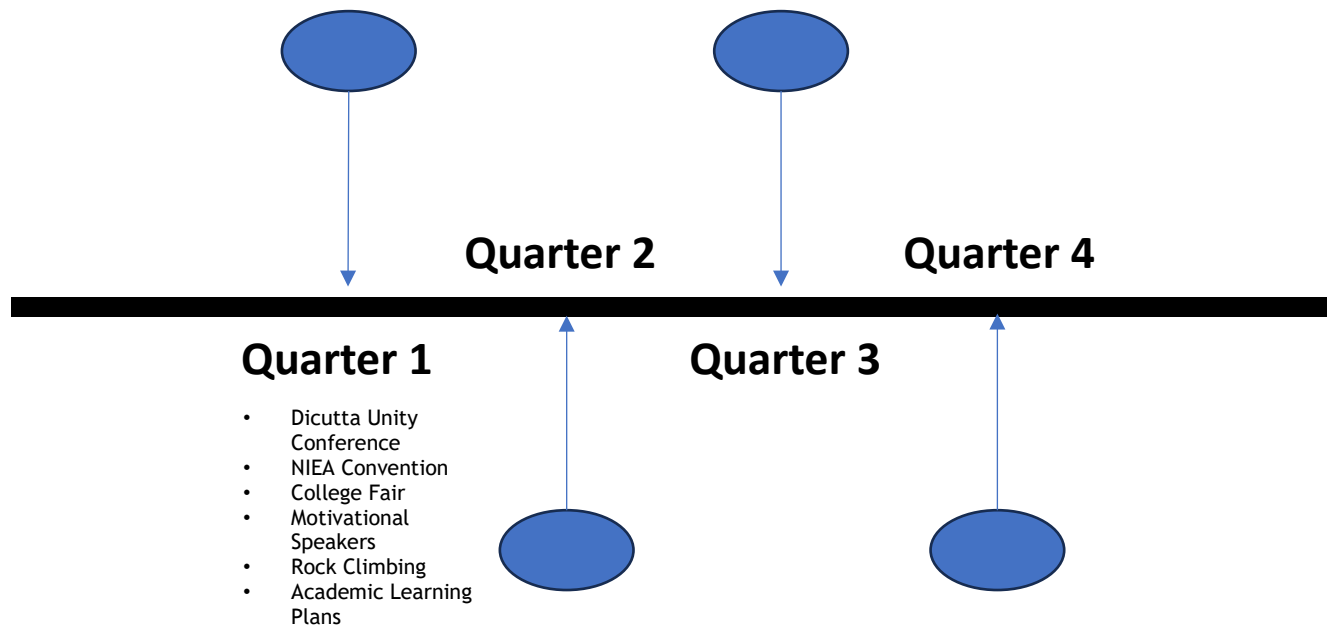 Quarter 2
Quarter 4
Quarter 1
Quarter 3
• Dicutta Unity
Conference
• NIEA Convention
• College Fair
• Motivational
Speakers
• Rock Climbing
• Academic Learning
Plans